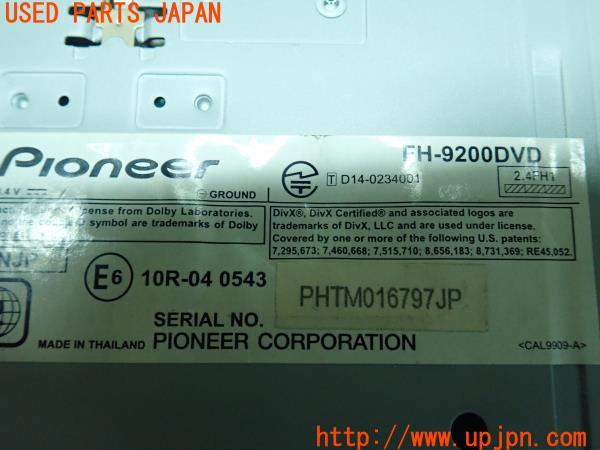 USED PARTS JAPAN
Pioneer
FH-9200DVD
.4 V
GROUND
T D14-0234001
2.4FH1
license from Dolby Laboratories.
symbol are trademarks of Dolby
DivX®, DivX Certified® and associated logos are
trademarks of DivX, LLC and are used under license.
Covered by one or more of the following U.S. patents:
7,295,673; 7,460,668; 7,515,710; 8,656,183; 8,731,369; RE45,052.
NJP
E6 10R-04 0543
PHTM016797JP
SERIAL NO.
MADE IN THAILAND PIONEER CORPORATION
<CAL9909-A>
http://www.upjpn.com/